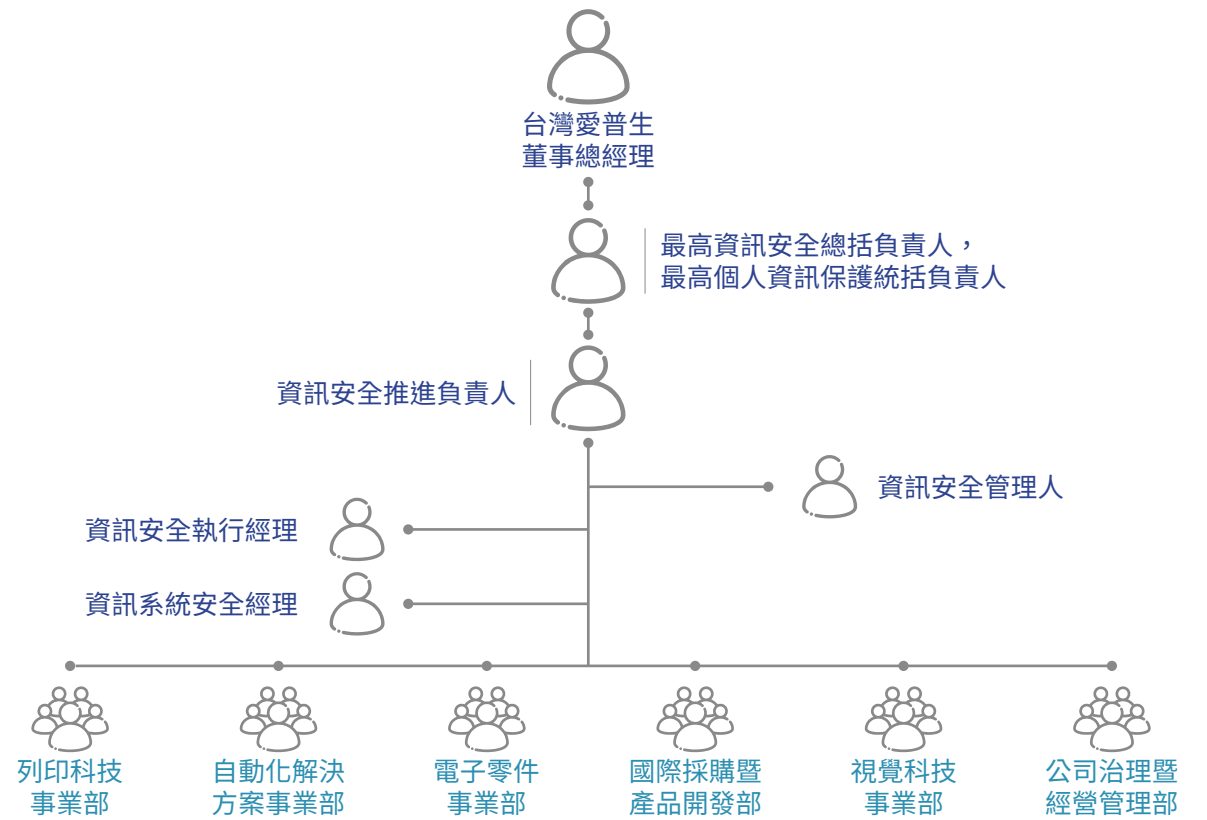 台灣愛普生
董事總經理
最高資訊安全總括負責人，
最高個人資訊保護統括負責人
資訊安全推進負責人
資訊安全管理人
資訊安全執行經理
資訊系統安全經理
列印科技
事業部
自動化解決
方案事業部
電子零件
事業部
國際採購暨
產品開發部
視覺科技
事業部
公司治理暨
經營管理部